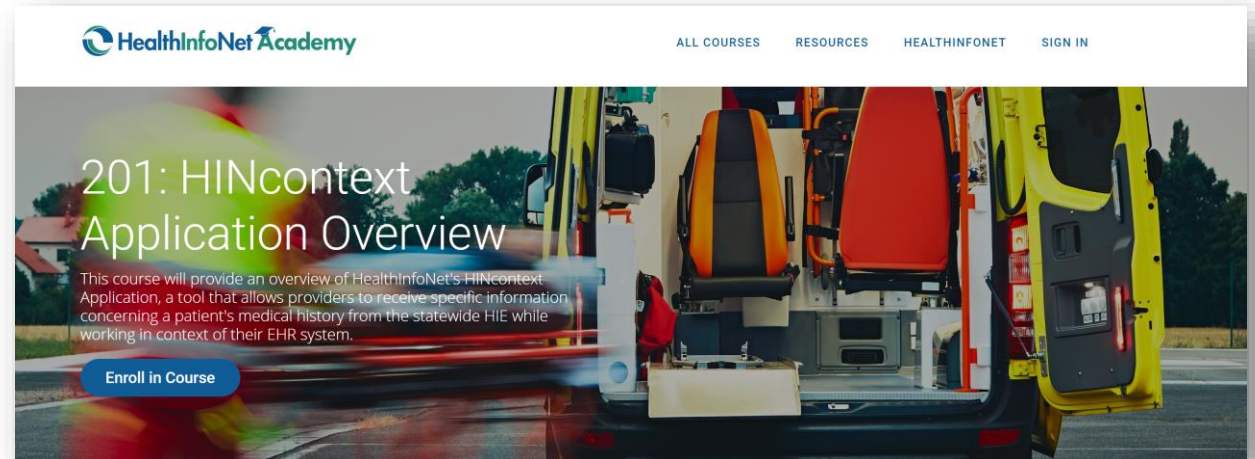 HealthInfoNet Academy
ALL COURSES RESOURCES HEALTHINFONET SIGN IN
201: HINcontext
Application Overview
This course will provide an overview of HealthInfoNet's HINcontext
Application, a tool that allows providers to receive specific information
concerning a patient's medical history from the statewide HIE while
working in context of their EHR system.
Enroll in Course